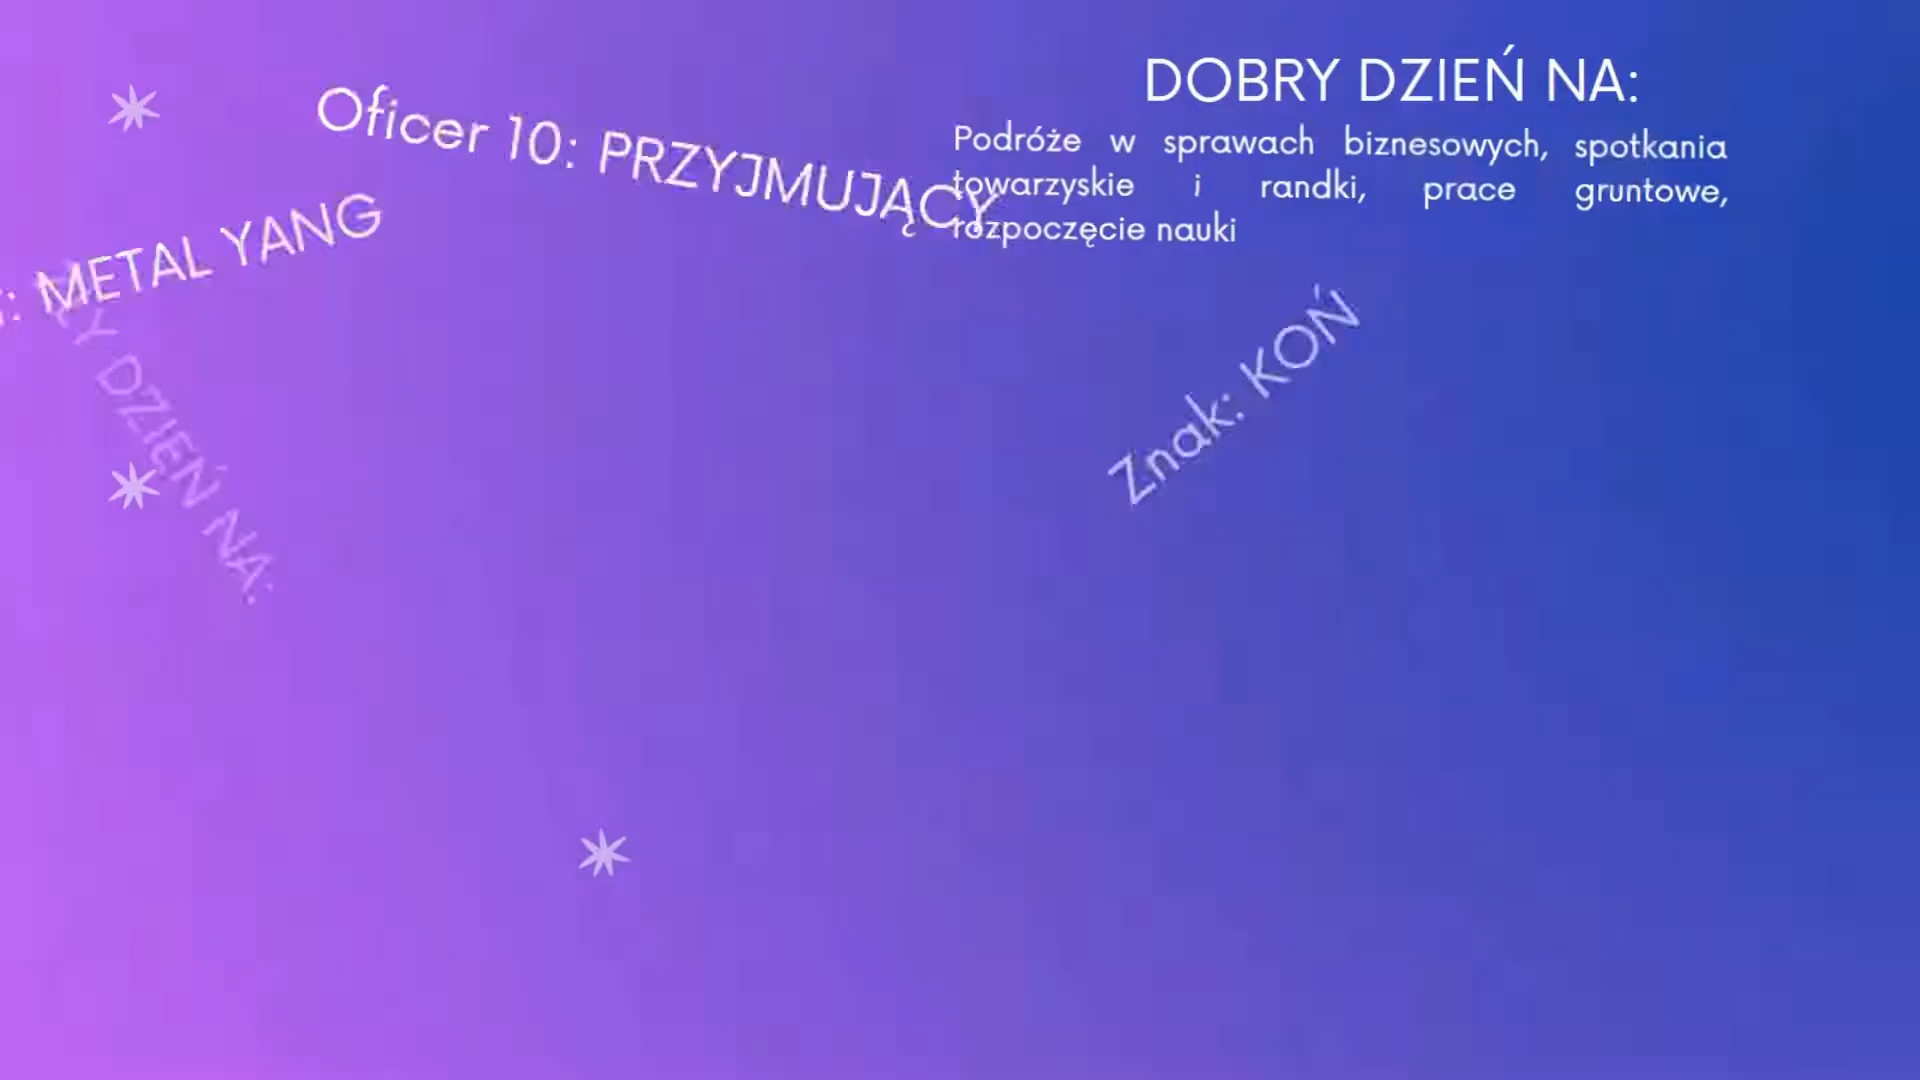 DOBRY DZIEŃ NA:
Oficer 10: PRZYJMUJĄCY
Podróże w sprawach biznesowych, spotkania
towarzyskie i randki, prace gruntowe,
rozpoczęcie nauki
: METAL YANG
DZIEŃ NA:
Znak: KOŃ